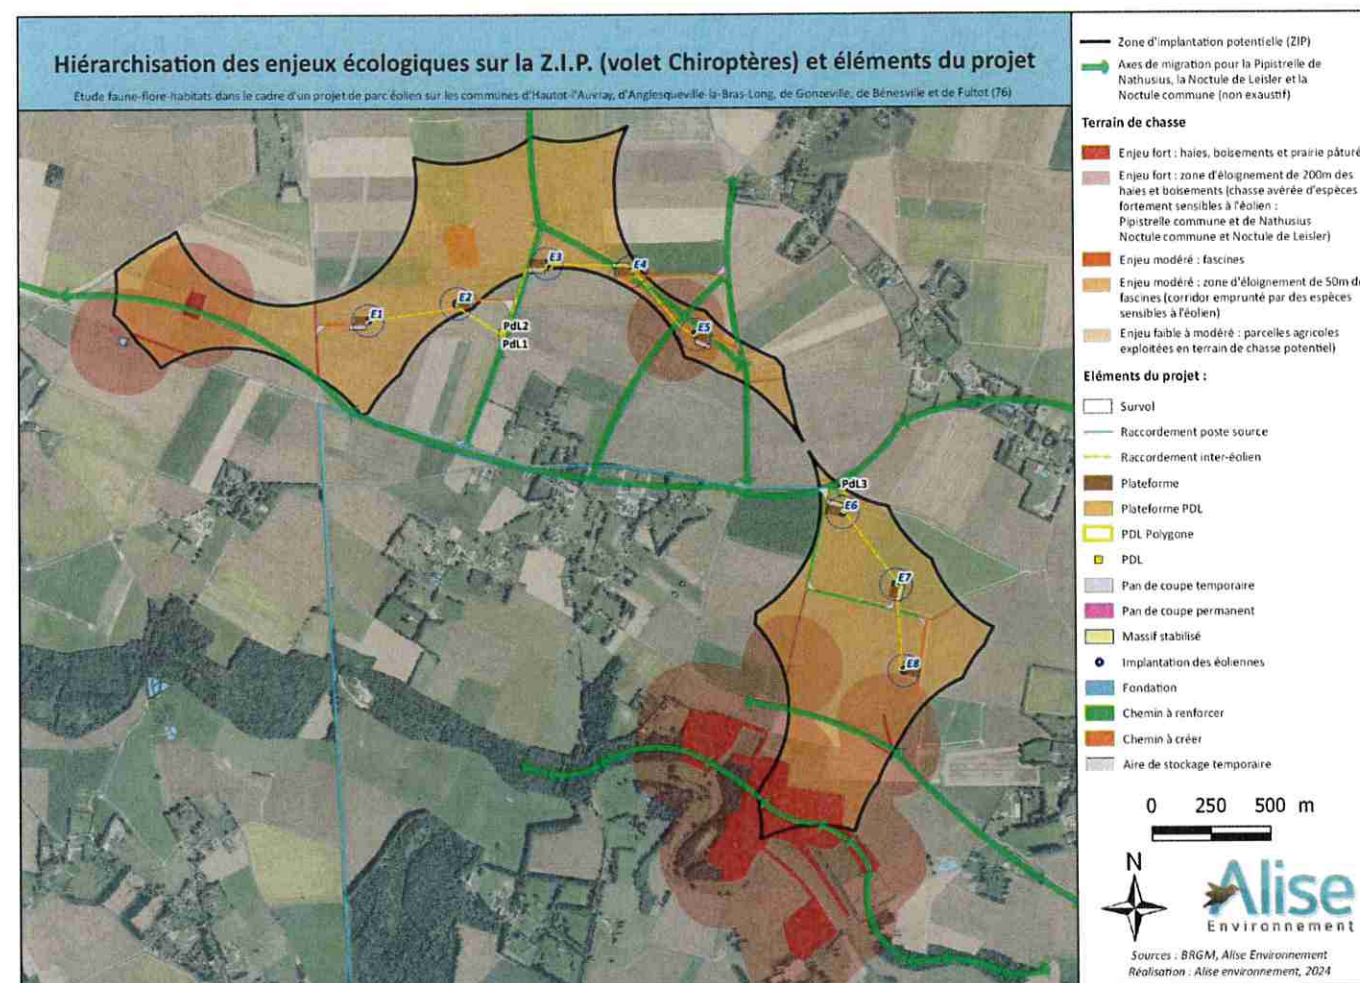 Hiérarchisation des enjeux écologiques sur la Z.I.P. (volet Chiroptères) et éléments du projet
Etude faune-flore-habitats dans le cadre d'un projet de parc éolien sur les communes d'Hautot-l'Auvray, d'Anglesqueville-la-Bras-Long, de Gonzeville, de Bénesville et de Fultot (76)
E1
E2
E3
E4
E5
PdL2
PdL1
PdL3
E6
E7
E8
Zone d'implantation potentielle (ZIP)
Axes de migration pour la Pipistrelle de
Nathusius, la Noctule de Leisler et la
Noctule commune (non exaustif)
Terrain de chasse
Enjeu fort : haies, boisements et prairie pâturé
Enjeu fort : zone d'éloignement de 200m des
haies et boisements (chasse avérée d'espèces
fortement sensibles à l'éolien :
Pipistrelle commune et de Nathusius
Noctule commune et Noctule de Leisler)
Enjeu modéré : fascines
Enjeu modéré : zone d'éloignement de 50m de
fascines (corridor emprunté par des espèces
sensibles à l'éolien)
Enjeu faible à modéré : parcelles agricoles
exploitées en terrain de chasse potentiel)
Eléments du projet :
Survol
Raccordement poste source
Raccordement inter-éolien
Plateforme
Plateforme PDL
PDL Polygone
PDL
Pan de coupe temporaire
Pan de coupe permanent
Massif stabilisé
Implantation des éoliennes
Fondation
Chemin à renforcer
Chemin à créer
Aire de stockage temporaire
0 250 500 m
N
Alise
Environnement
Sources : BRGM, Alise Environnement
Réalisation : Alise environnement, 2024